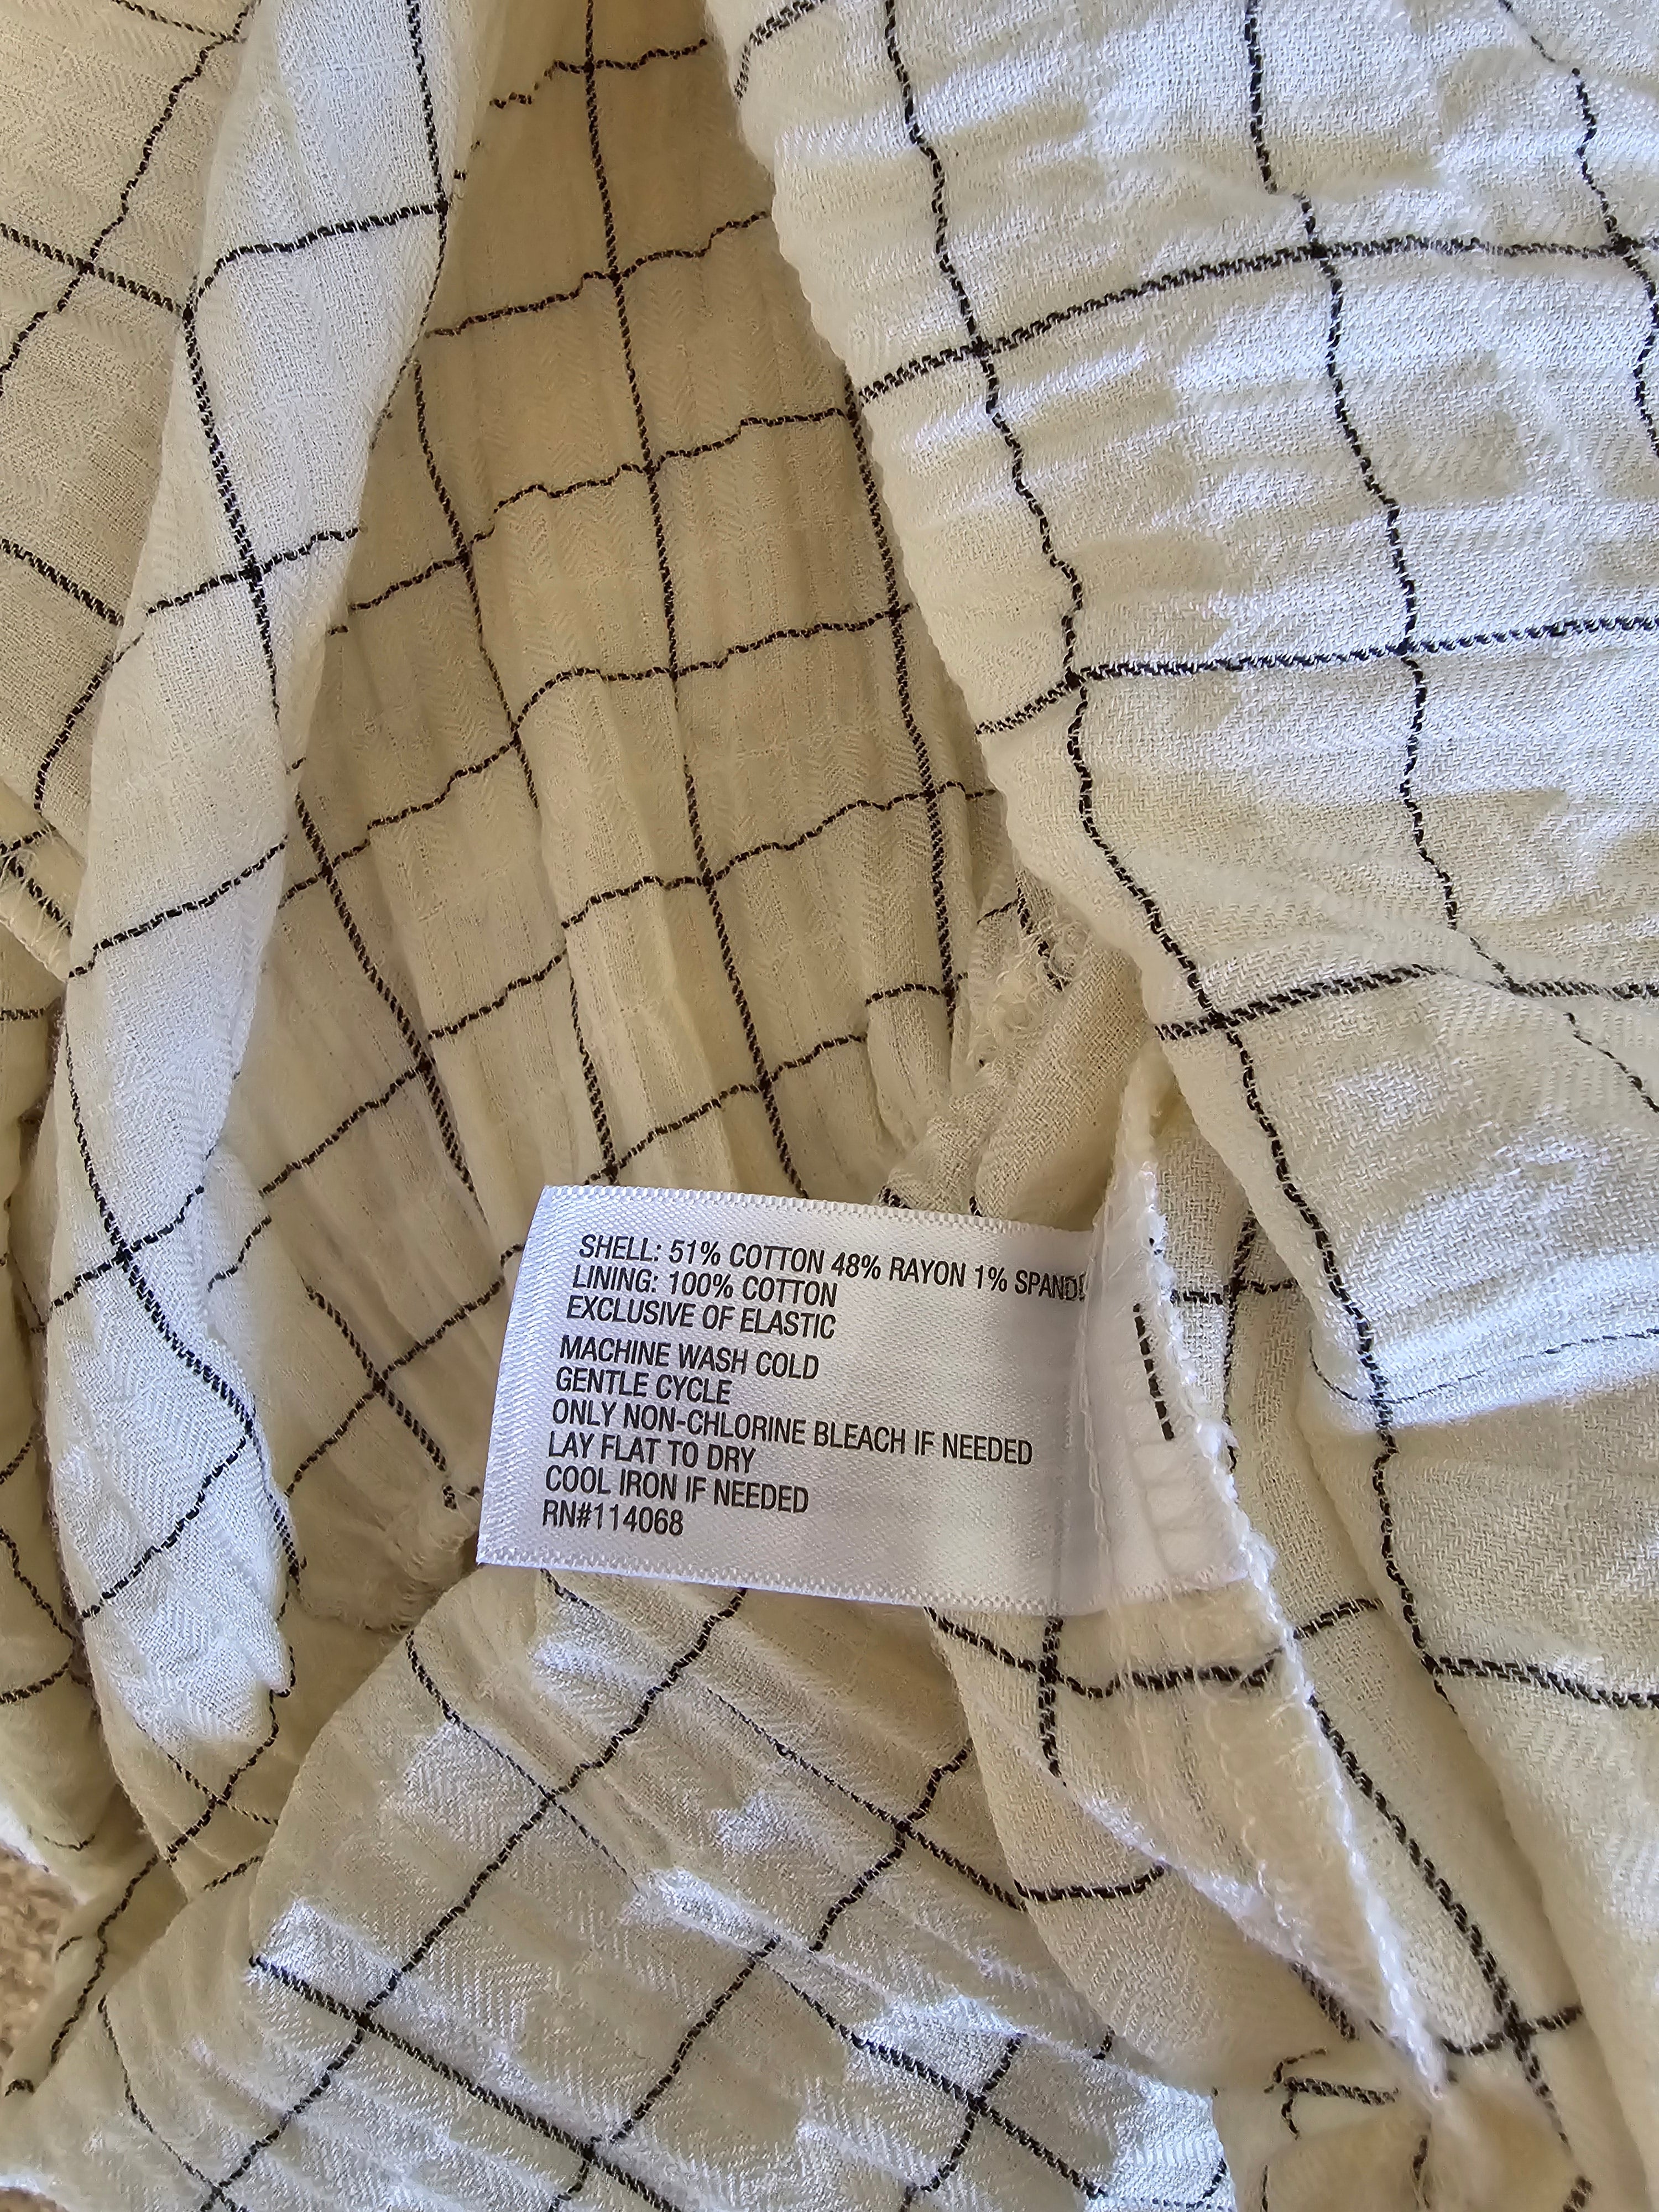 SHELL: 51% COTTON 48% RAYON 1%
LINING: 100% COTTON
EXCLUSIVE OF ELASTIC
MACHINE WASH COLD
GENTLE CYCLE
ONLY NON-CHLORINE BLEACH IF NEEDED
LAY FLAT TO DRY
COOL IRON IF NEEDED
RN#114068